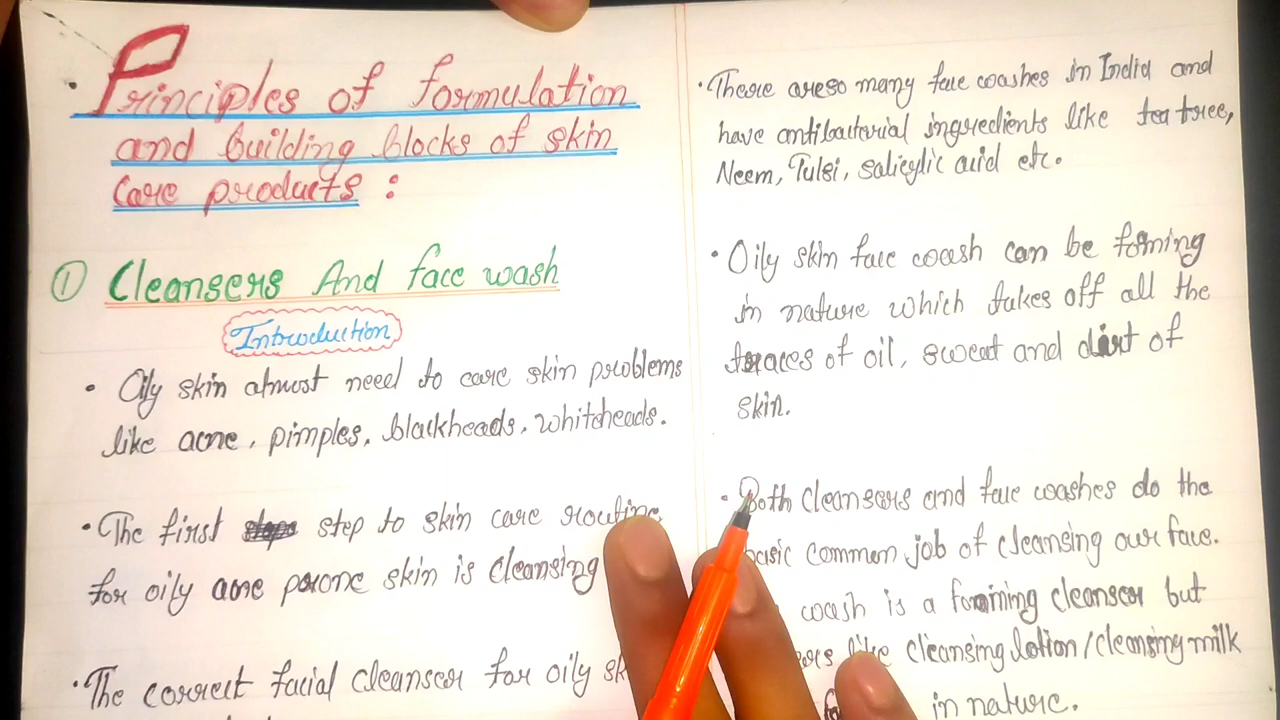 Principles of formulation
and building blocks of skin
care products :
① Cleansers And face wash
Introduction
• Oily skin almost need to care skin problems
like acne, pimples, blackheads, whiteheads.
• The first step to skin care routine
for oily acne prone skin is cleansing
• The correct facial cleanser for oily
• There are so many face washes in India and
have antibacterial ingredients like tea tree,
Neem, Tulsi, salicylic acid etc.
• Oily skin face wash can be foming
in nature which takes off all the
traces of oil, sweat and dirt of
skin.
• Both cleansers and face washes do the
basic common job of cleansing our face.
wash is a foaming cleanser but
like cleansing lotion/cleansing milk
in nature.